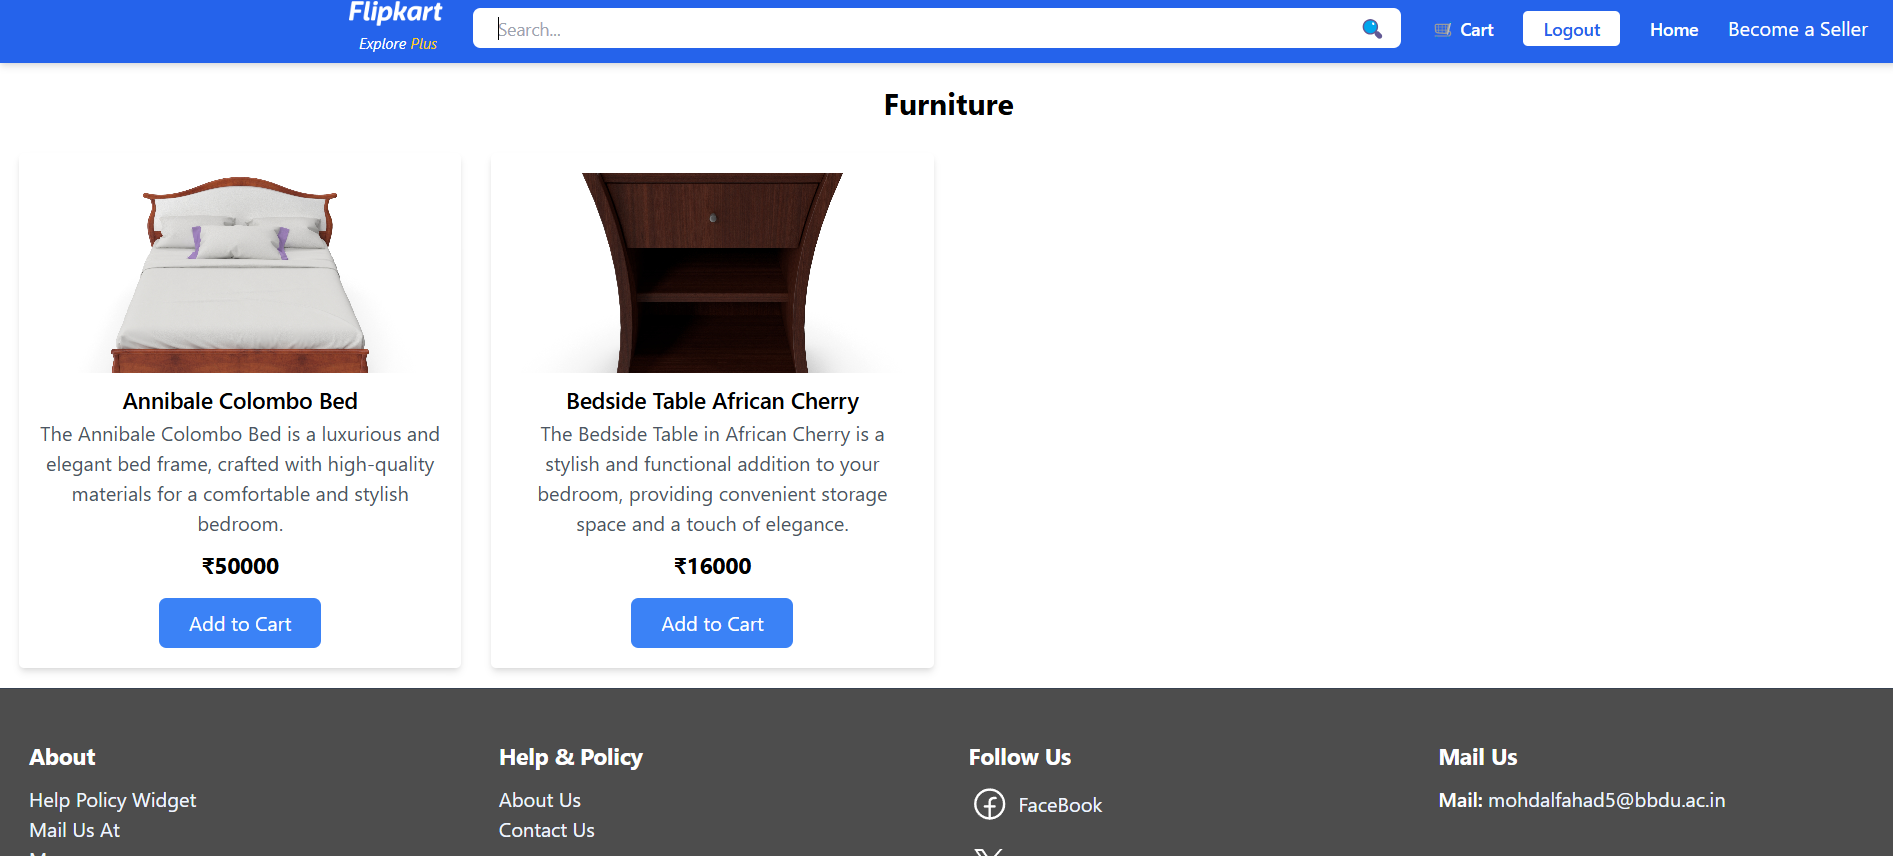 Flipkart
Explore Plus
Search...
Cart
Logout
Home
Become a Seller
Furniture
Annibale Colombo Bed
The Annibale Colombo Bed is a luxurious and
elegant bed frame, crafted with high-quality
materials for a comfortable and stylish
bedroom.
₹50000
Add to Cart
Bedside Table African Cherry
The Bedside Table in African Cherry is a
stylish and functional addition to your
bedroom, providing convenient storage
space and a touch of elegance.
₹16000
Add to Cart
About
Help Policy Widget
Mail Us At
Help & Policy
About Us
Contact Us
Follow Us
FaceBook
Mail Us
Mail: mohdalfahad5@bbdu.ac.in